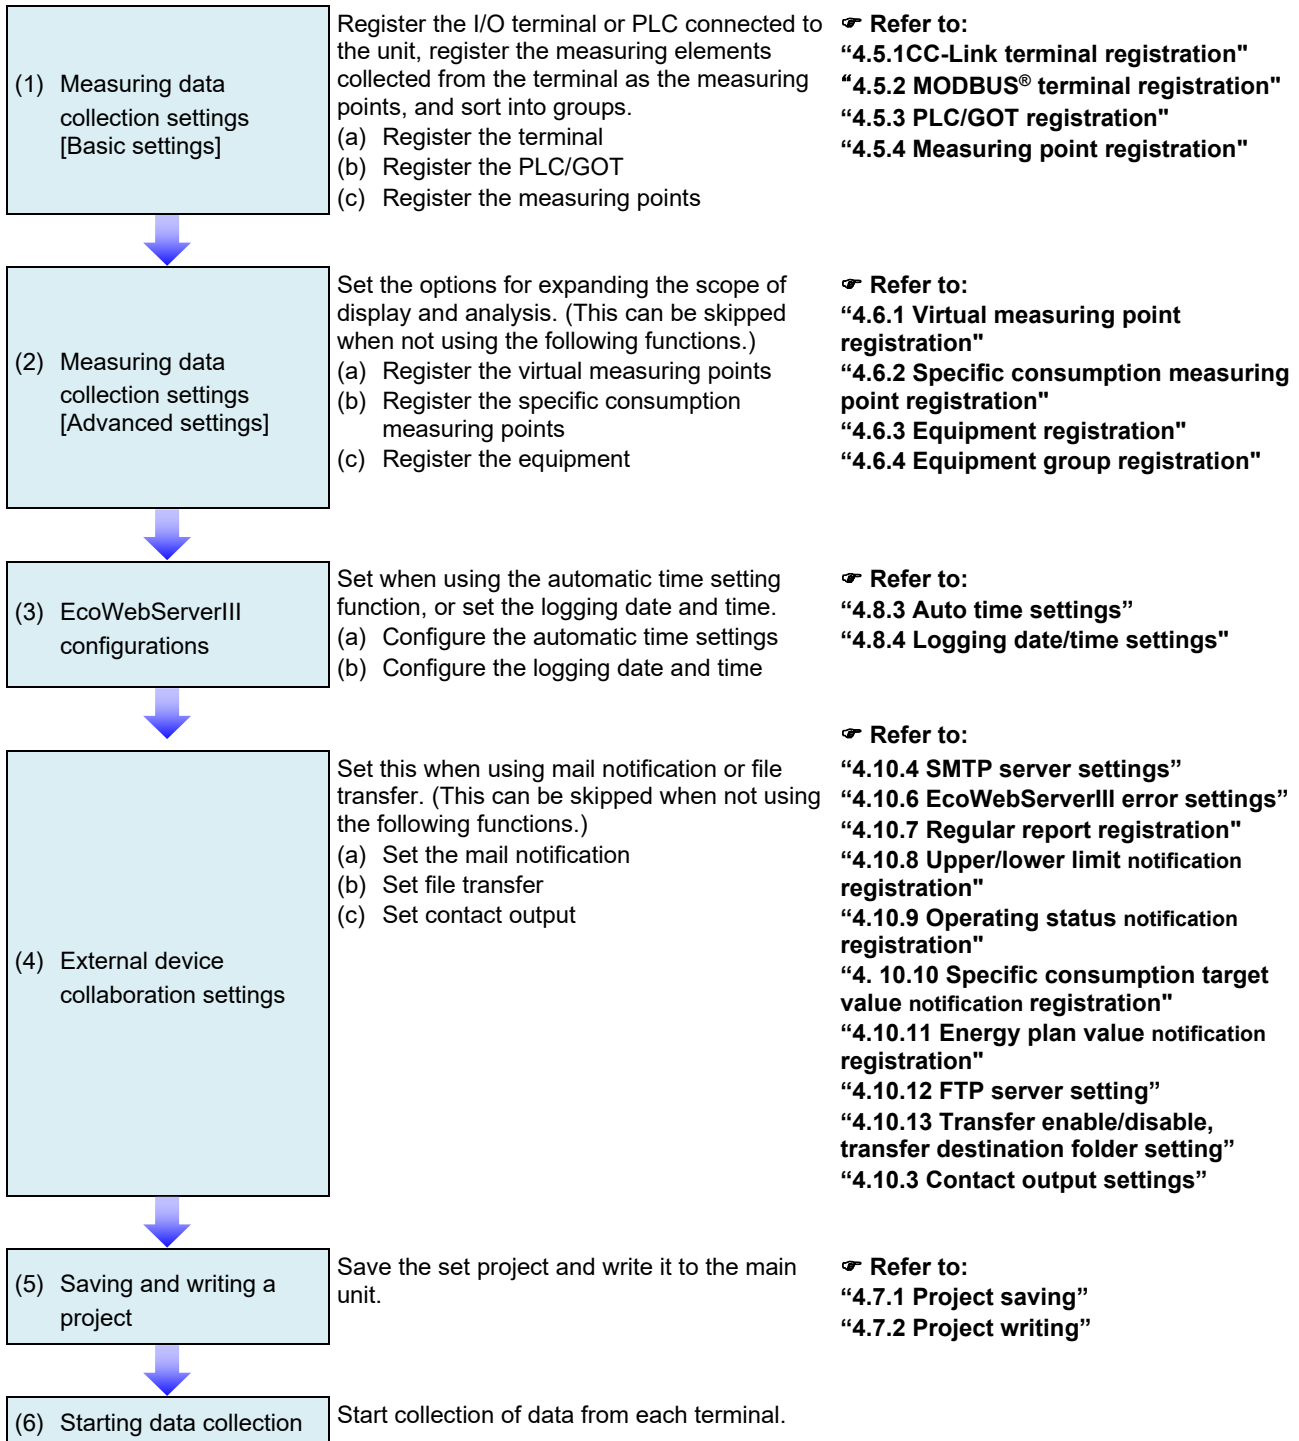 (1) Measuring data
collection settings
[Basic settings]
Register the I/O terminal or PLC connected to
the unit, register the measuring elements
collected from the terminal as the measuring
points, and sort into groups.
(a) Register the terminal
(b) Register the PLC/GOT
(c) Register the measuring points
☞ Refer to:
“4.5.1CC-Link terminal registration"
“4.5.2 MODBUS® terminal registration"
“4.5.3 PLC/GOT registration"
“4.5.4 Measuring point registration"
(2) Measuring data
collection settings
[Advanced settings]
Set the options for expanding the scope of
display and analysis. (This can be skipped
when not using the following functions.)
(a) Register the virtual measuring points
(b) Register the specific consumption
measuring points
(c) Register the equipment
☞ Refer to:
“4.6.1 Virtual measuring point
registration"
“4.6.2 Specific consumption measuring
point registration"
“4.6.3 Equipment registration"
“4.6.4 Equipment group registration"
(3) EcoWebServerIII
configurations
Set when using the automatic time setting
function, or set the logging date and time.
(a) Configure the automatic time settings
(b) Configure the logging date and time
☞ Refer to:
“4.8.3 Auto time settings”
“4.8.4 Logging date/time settings"
(4) External device
collaboration settings
Set this when using mail notification or file
transfer. (This can be skipped when not using
the following functions.)
(a) Set the mail notification
(b) Set file transfer
(c) Set contact output
☞ Refer to:
“4.10.4 SMTP server settings”
“4.10.6 EcoWebServerIII error settings”
“4.10.7 Regular report registration"
“4.10.8 Upper/lower limit notification
registration"
“4.10.9 Operating status notification
registration"
“4. 10.10 Specific consumption target
value notification registration"
“4.10.11 Energy plan value notification
registration"
“4.10.12 FTP server setting”
“4.10.13 Transfer enable/disable,
transfer destination folder setting”
“4.10.3 Contact output settings”
(5) Saving and writing a
project
Save the set project and write it to the main
unit.
☞ Refer to:
“4.7.1 Project saving”
“4.7.2 Project writing”
(6) Starting data collection
Start collection of data from each terminal.